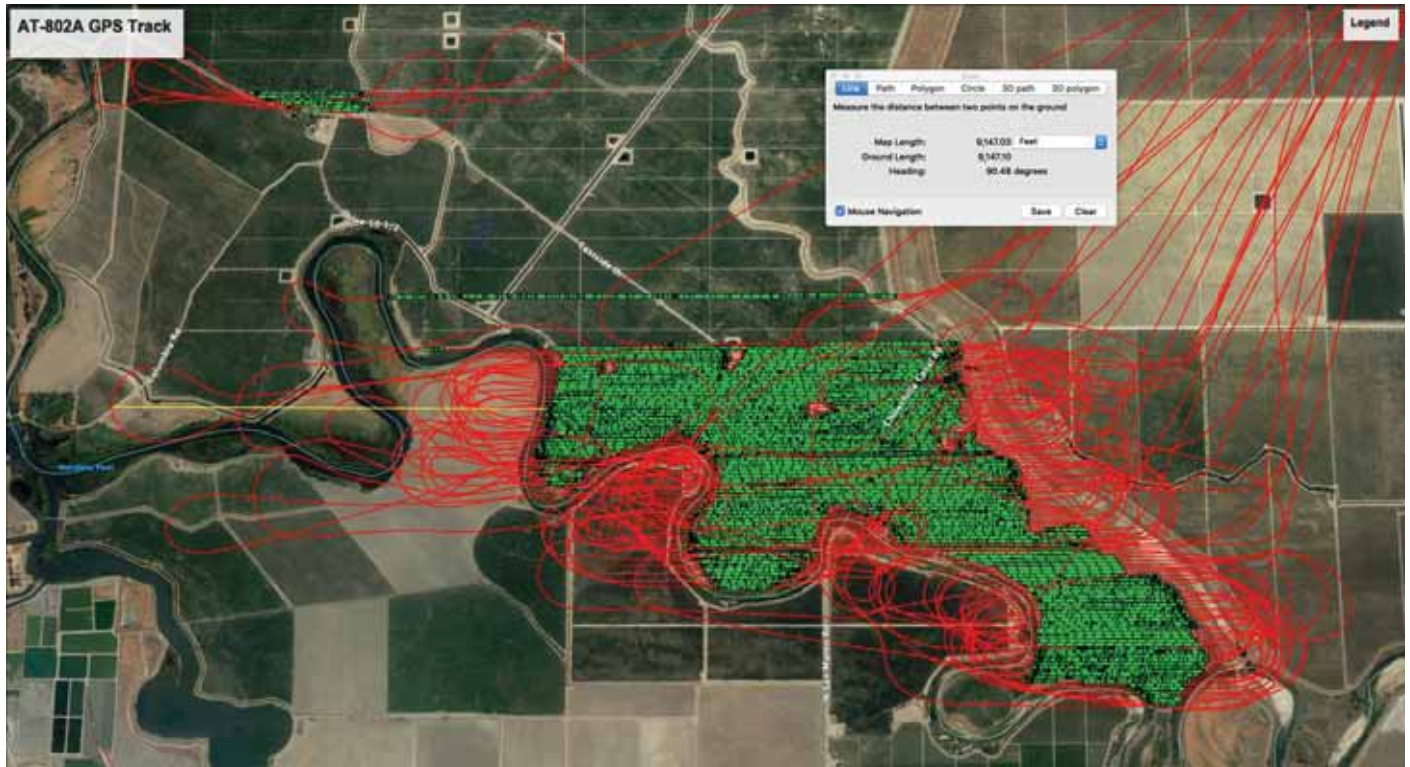 AT-802A GPS Track
Legend
Line Path Polygon Circle 3D path 3D polygon
Measure the distance between two points on the ground
Map Length: 9,147.03 Feet
Ground Length: 9,147.10
Heading: 90.48 degrees
Mouse Navigation Save Clear
Eastside Dr